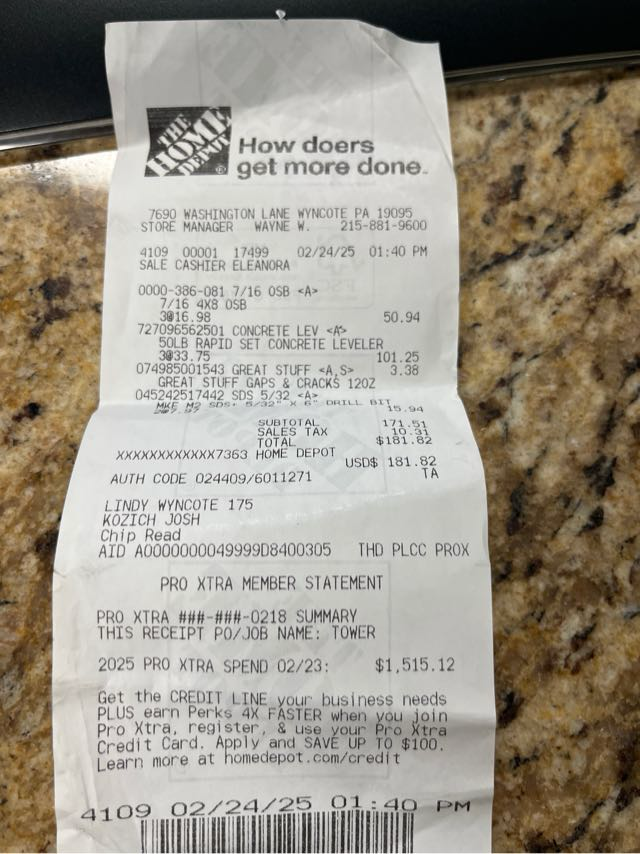 THE
HOME
DEPOT
®
How doers
get more done.
7690 WASHINGTON LANE WYNCOTE PA 19095
STORE MANAGER WAYNE W. 215-881-9600
4109 00001 17499 02/24/25 01:40 PM
SALE CASHIER ELEANORA
0000-386-081 7/16 OSB <A>
7/16 4X8 OSB
3@16.98 50.94
727096562501 CONCRETE LEV <A>
50LB RAPID SET CONCRETE LEVELER
3@33.75 101.25
074985001543 GREAT STUFF <A,S> 3.38
GREAT STUFF GAPS & CRACKS 12OZ
045242517442 SDS 5/32 <A>
MKE M2 SDS+ 5/32" X 6" DRILL BIT
15.94
SUBTOTAL 171.51
SALES TAX 10.31
TOTAL $181.82
XXXXXXXXXXXX7363 HOME DEPOT
USD$ 181.82
AUTH CODE 024409/6011271 TA
LINDY WYNCOTE 175
KOZICH JOSH
Chip Read
AID A0000000049999D8400305 THD PLCC PROX
PRO XTRA MEMBER STATEMENT
PRO XTRA ###-###-0218 SUMMARY
THIS RECEIPT PO/JOB NAME: TOWER
2025 PRO XTRA SPEND 02/23: $1,515.12
Get the CREDIT LINE your business needs
PLUS earn Perks 4X FASTER when you join
Pro Xtra, register, & use your Pro Xtra
Credit Card. Apply and SAVE UP TO $100.
Learn more at homedepot.com/credit
4109 02/24/25 01:40 PM